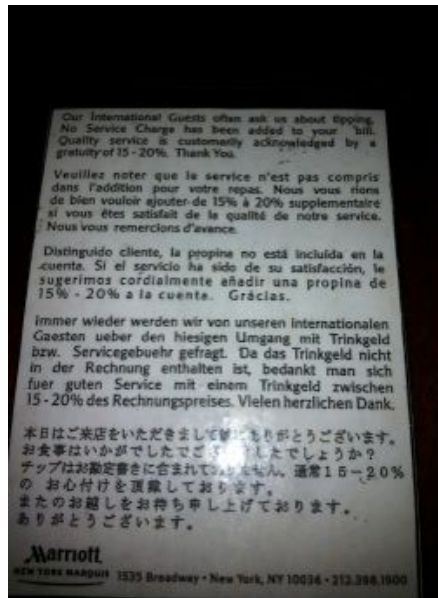 Our International Guests often ask us about tipping.
No Service Charge has been added to your bill.
Quality service is customarily acknowledged by a
gratuity of 15 - 20%. Thank You.
Veuillez noter que le service n'est pas compris
dans l'addition pour votre repas. Nous vous
de bien vouloir ajouter de 15% à 20% supplementaire
si vous êtes satisfait de la qualité de notre service.
Nous vous remercions d'avance.
Distinguido cliente, la propina no está incluida en la
cuenta. Si el servicio ha sido de su satisfacción, le
sugerimos cordialmente añadir una propina de
15% - 20% a la cuenta. Grácias.
Immer wieder werden wir von unseren internationalen
Gaesten ueber den hiesigen Umgang mit Trinkgeld
bzw. Servicegebuehr gefragt. Da das Trinkgeld nicht
in der Rechnung enthalten ist, bedankt man sich
fuer guten Service mit einem Trinkgeld zwischen
15 - 20% des Rechnungspreises. Vielen herzlichen Dank.
本日はご来店をいただきまして ありがとうございます。
お食事はいかがでしたで したでしょうか?
チップはお勘定書きに含まれて ません。通常15-20%
の お心付けを頂戴しております。
またのお越しをお待ち申し上げております。
ありがとうございます。
Marriott
NEW YORK MARQUIS 1535 Broadway • New York, NY 10036 • 212.398.1900